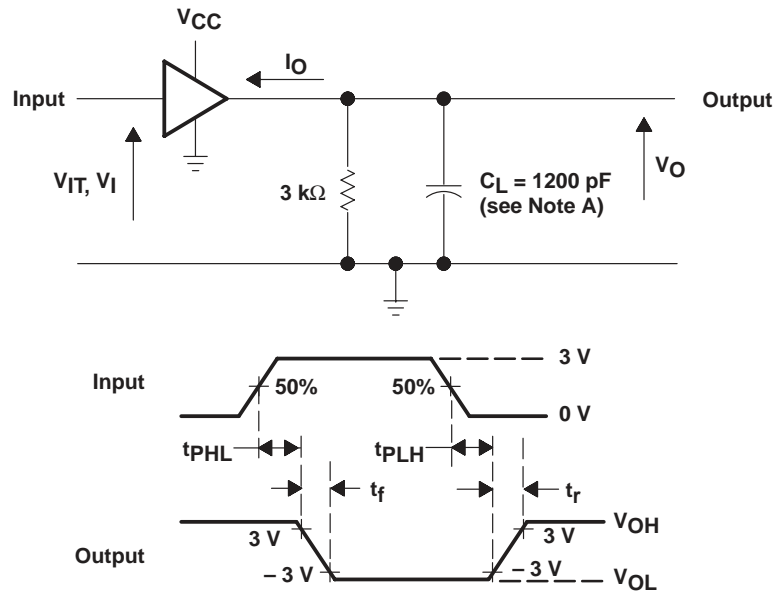 VCC
IO
Input
Output
VIT, VI
3 kΩ
CL = 1200 pF
(see Note A)
VO
Input
50%
50%
3 V
0 V
tPHL
tPLH
tf
tr
Output
3 V
– 3 V
3 V
– 3 V
VOH
VOL